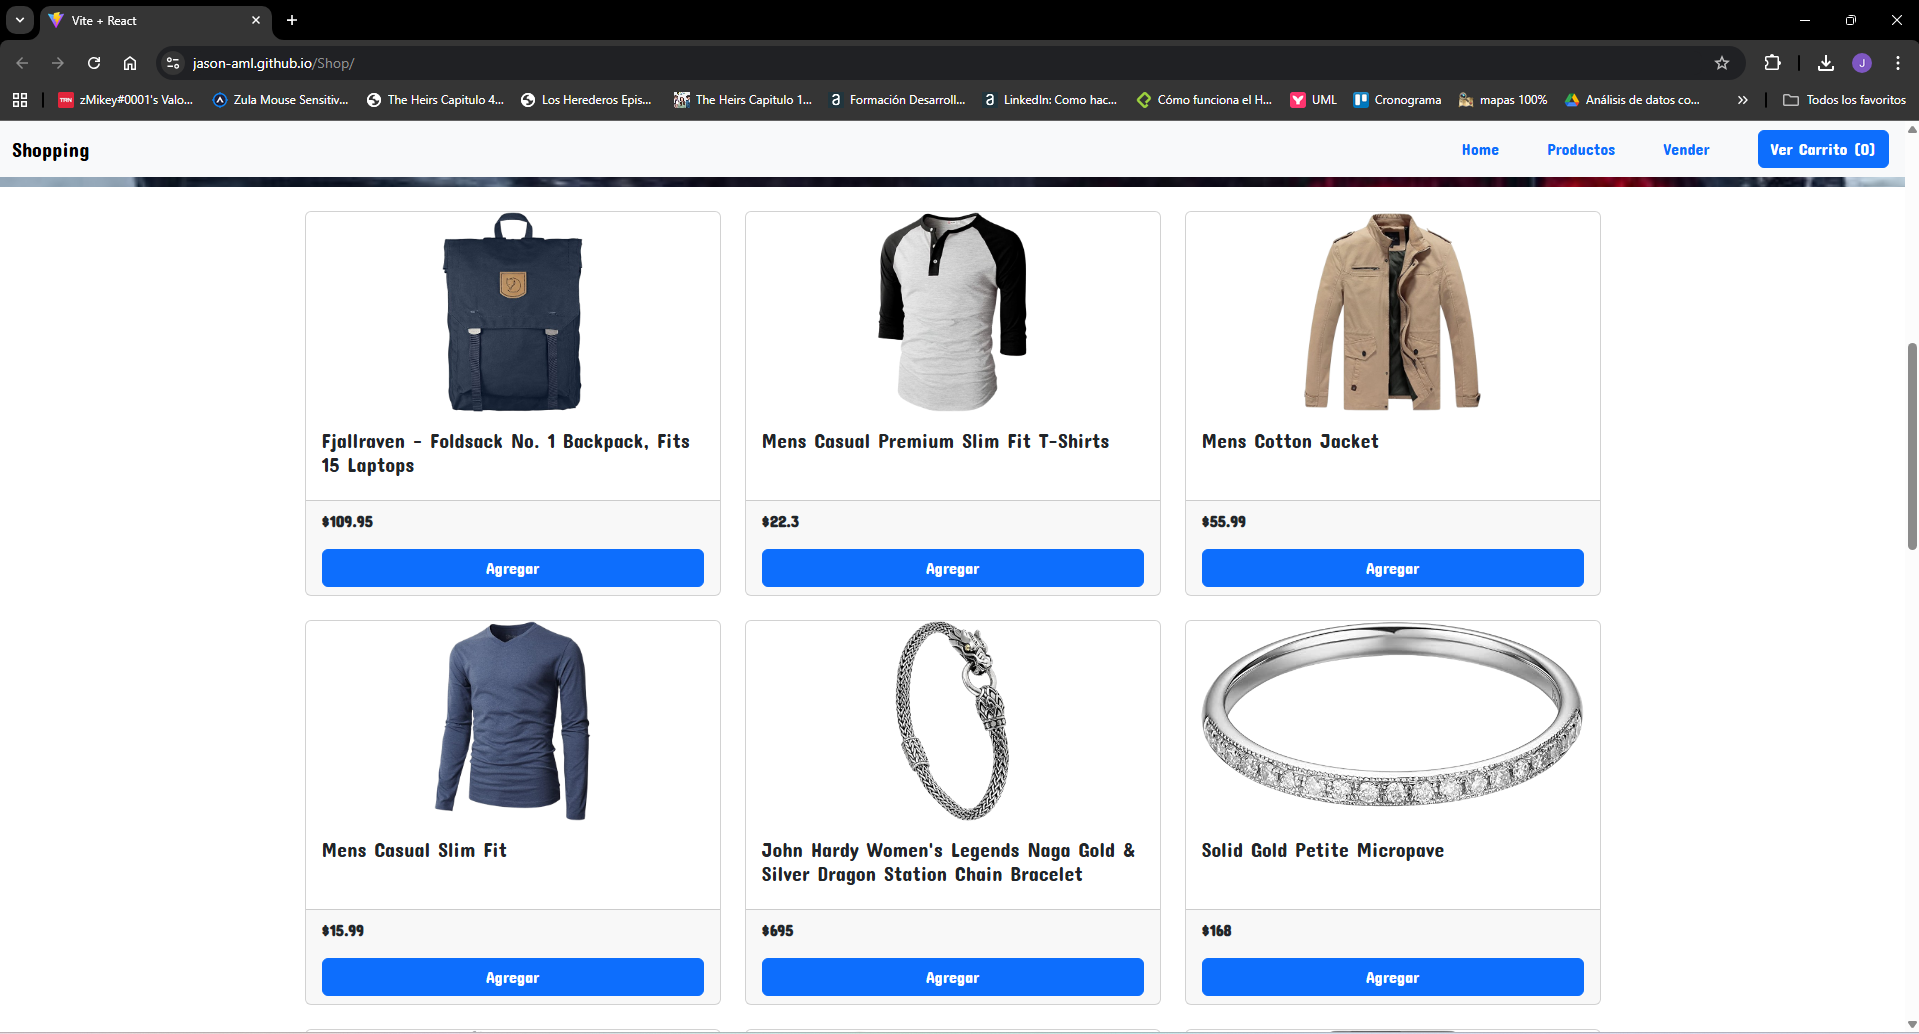 Vite + React
jason-aml.github.io/Shop/
J
TRN
zMikey#0001's Valo...
Zula Mouse Sensitiv...
The Heirs Capitulo 4...
Los Herederos Epis...
The Heirs Capitulo 1...
a
Formación Desarroll...
a
LinkedIn: Como hac...
Cómo funciona el H...
UML
Cronograma
mapas 100%
Análisis de datos co...
Todos los favoritos
Shopping
Home
Productos
Vender
Ver Carrito (0)
Fjallraven - Foldsack No. 1 Backpack, Fits
15 Laptops
$109.95
Agregar
Mens Casual Premium Slim Fit T-Shirts
$22.3
Agregar
Mens Cotton Jacket
$55.99
Agregar
Mens Casual Slim Fit
$15.99
Agregar
John Hardy Women's Legends Naga Gold &
Silver Dragon Station Chain Bracelet
$695
Agregar
Solid Gold Petite Micropave
$168
Agregar